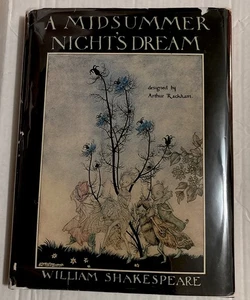 A MIDSUMMER
NIGHT'S DREAM
designed by
Arthur Rackham
WILLIAM SHAKESPEARE